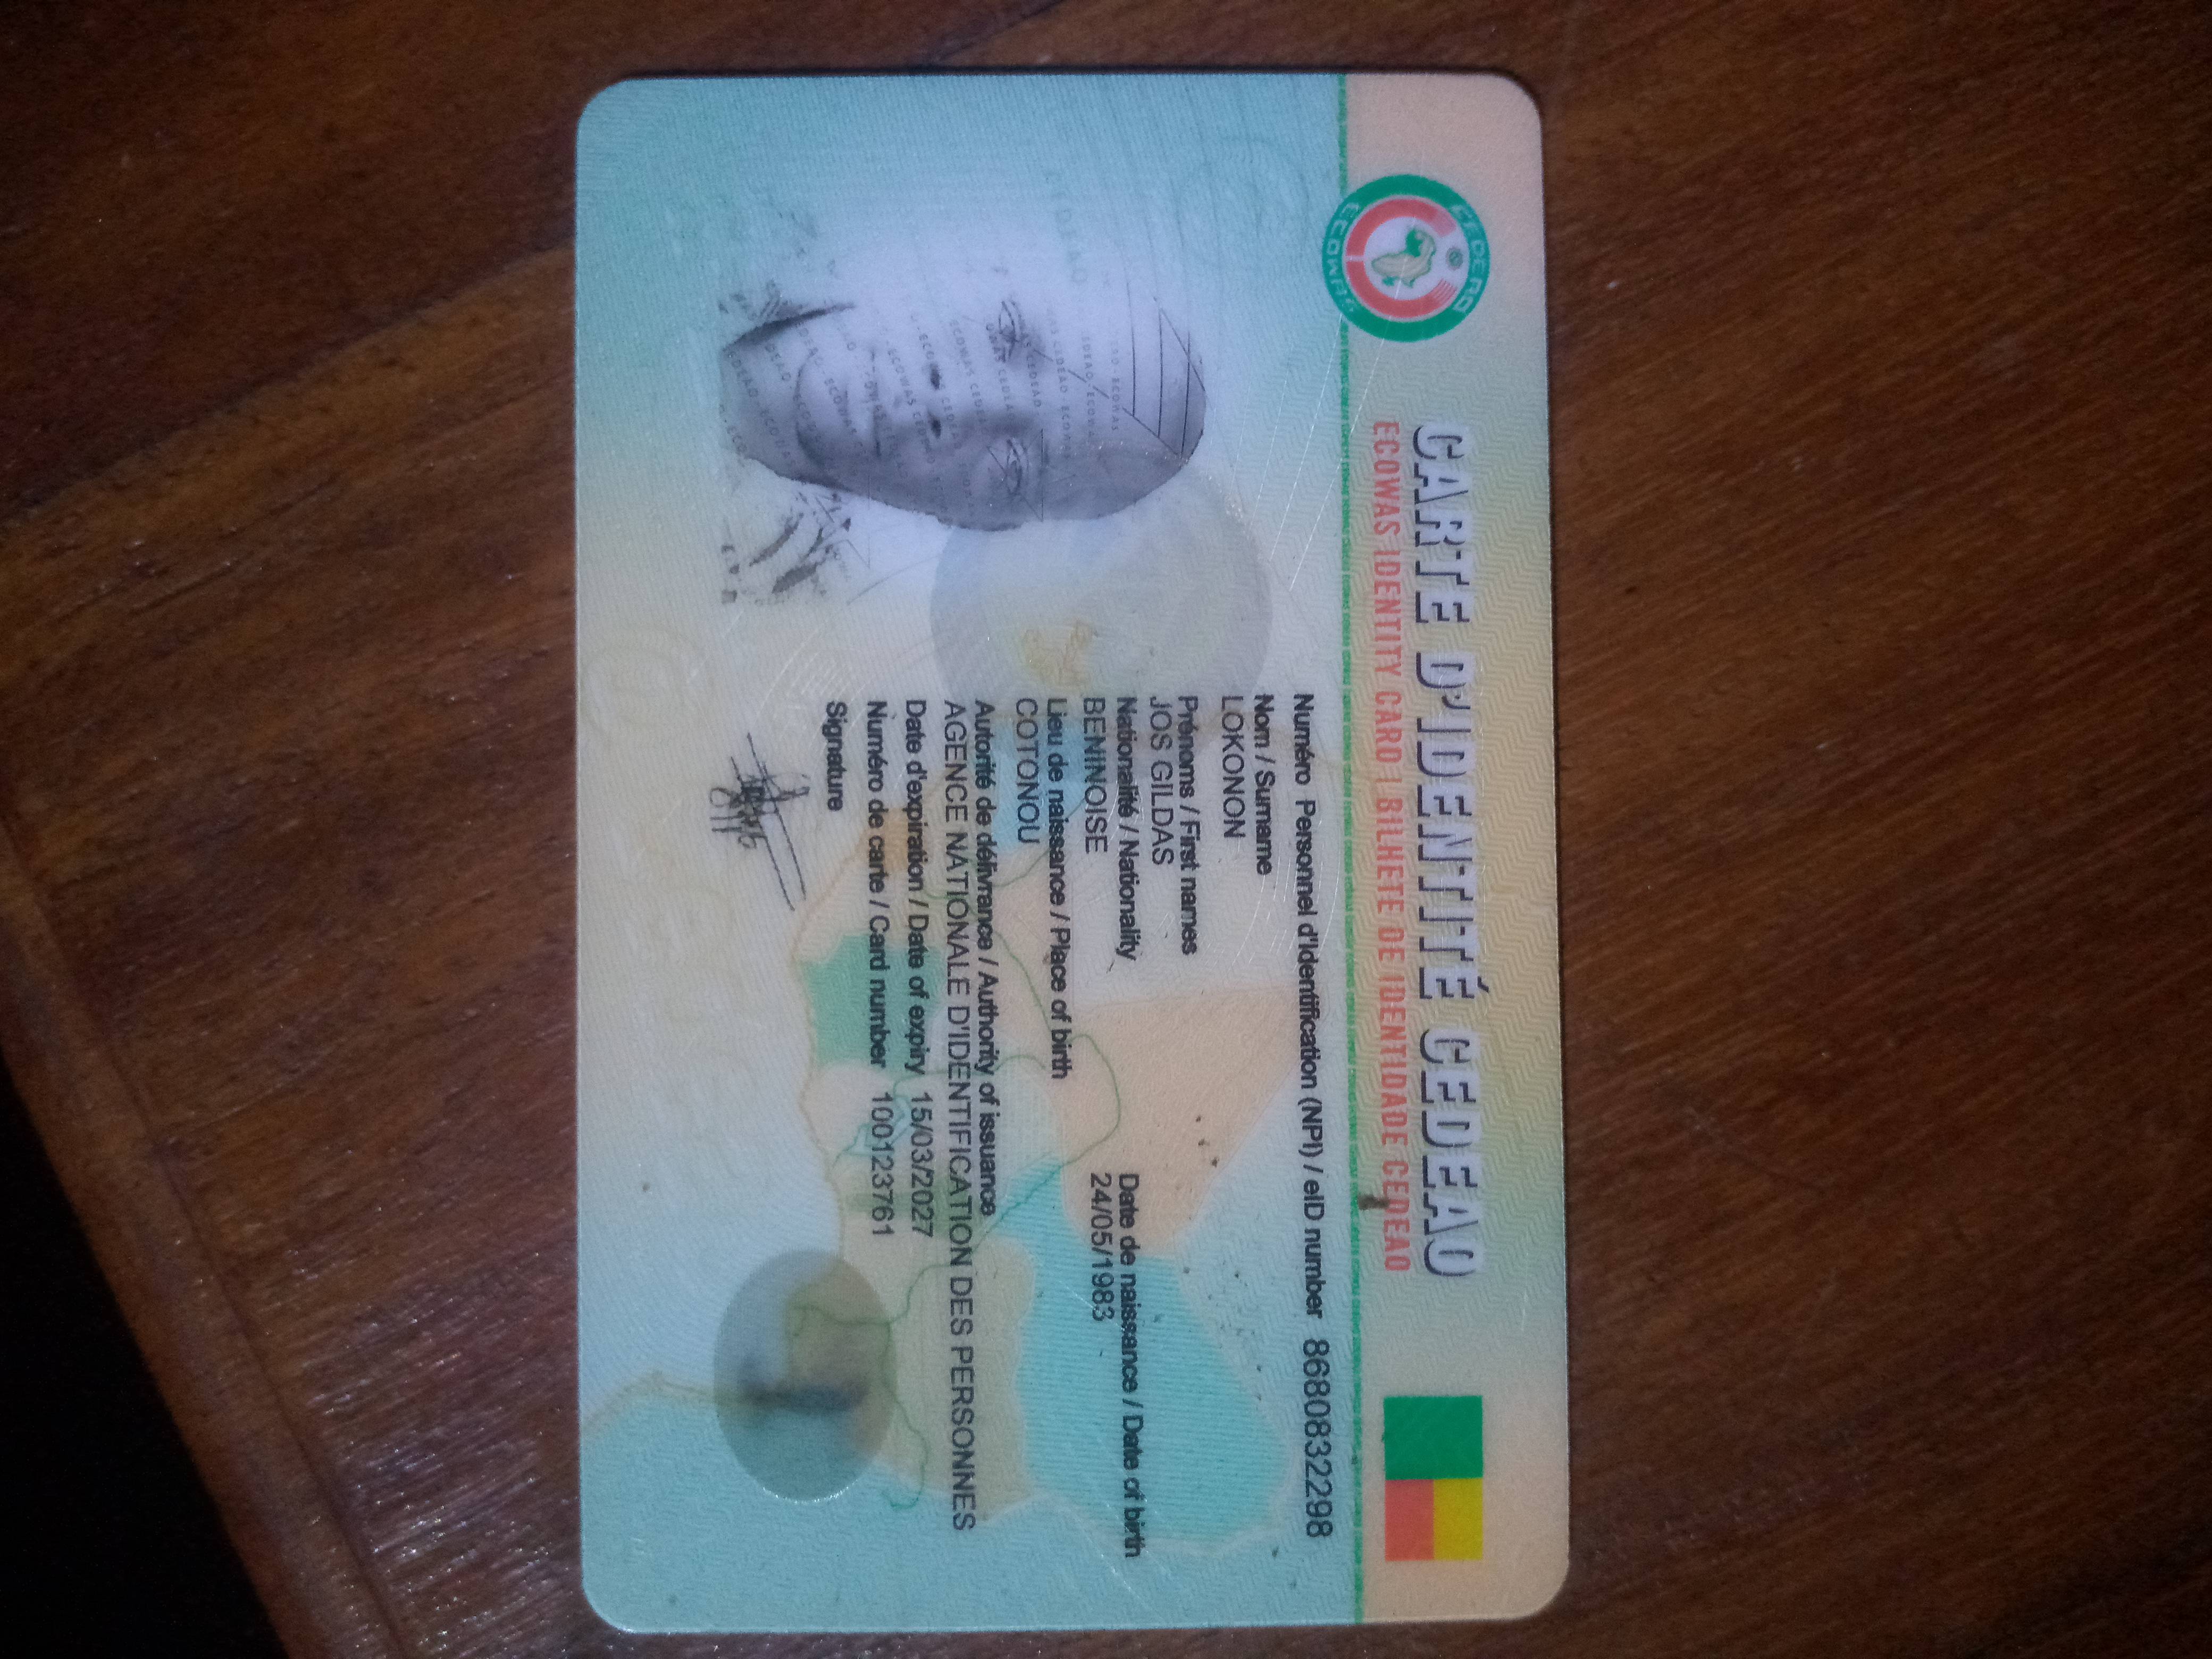 CARTE D'IDENTITÉ CEDEAO
ECOWAS IDENTITY CARD | BILHETE DE IDENTIDADE CEDEAO
CEDEAO
ECOWAS
Numéro Personnel d'Identification (NPI) / eID number 8680832298
Nom / Surname
LOKONON
Prénoms / First names
JOS GILDAS
Nationalité / Nationality
BENINOISE
Date de naissance / Date of birth
24/05/1983
Lieu de naissance / Place of birth
COTONOU
Autorité de délivrance / Authority of issuance
AGENCE NATIONALE D'IDENTIFICATION DES PERSONNES
Date d'expiration / Date of expiry 15/03/2027
Numéro de carte / Card number 100123761
Signature